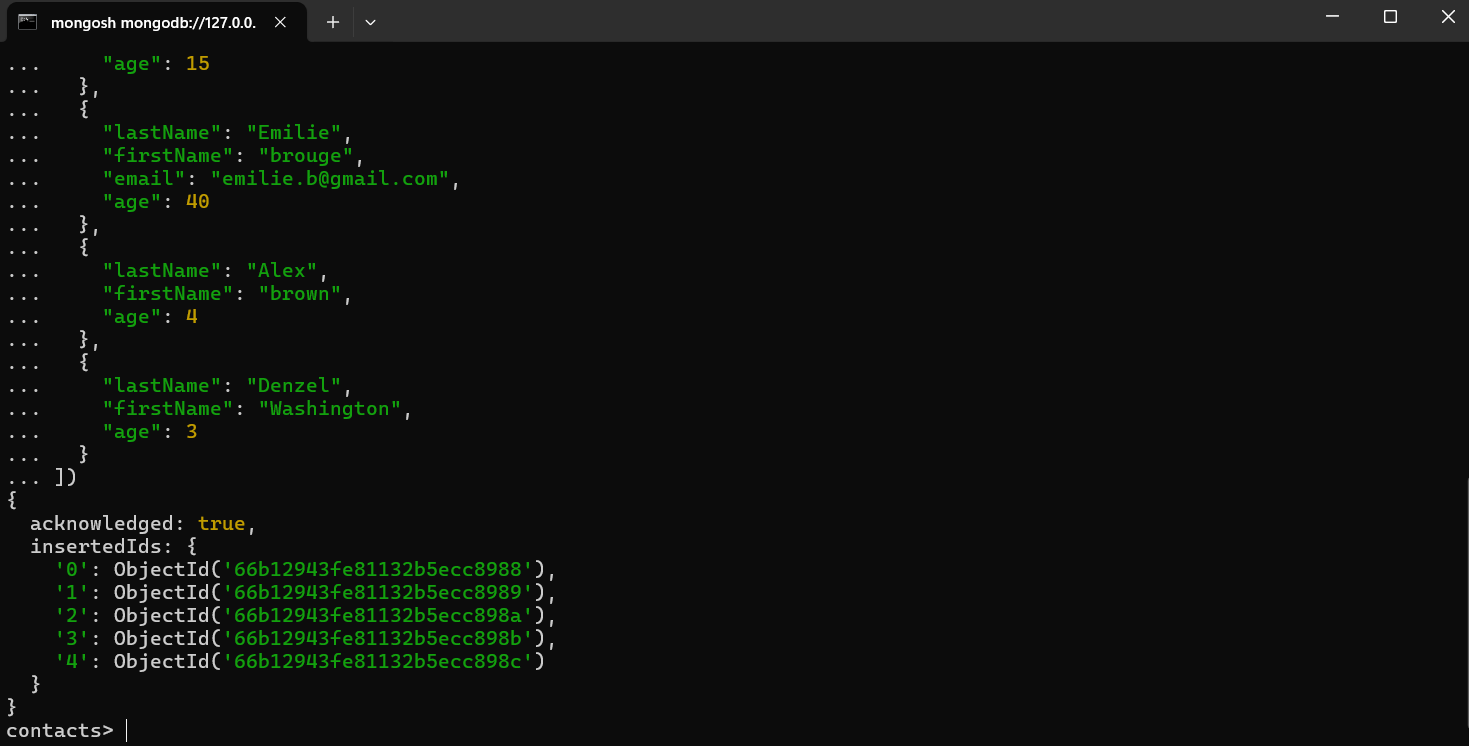 mongosh mongodb://127.0.0.
...     "age": 15
...   },
...   {
...     "lastName": "Emilie",
...     "firstName": "brouge",
...     "email": "emilie.b@gmail.com",
...     "age": 40
...   },
...   {
...     "lastName": "Alex",
...     "firstName": "brown",
...     "age": 4
...   },
...   {
...     "lastName": "Denzel",
...     "firstName": "Washington",
...     "age": 3
...   }
... ])
{
  acknowledged: true,
  insertedIds: {
    '0': ObjectId('66b12943fe81132b5ecc8988'),
    '1': ObjectId('66b12943fe81132b5ecc8989'),
    '2': ObjectId('66b12943fe81132b5ecc898a'),
    '3': ObjectId('66b12943fe81132b5ecc898b'),
    '4': ObjectId('66b12943fe81132b5ecc898c')
  }
}
contacts>